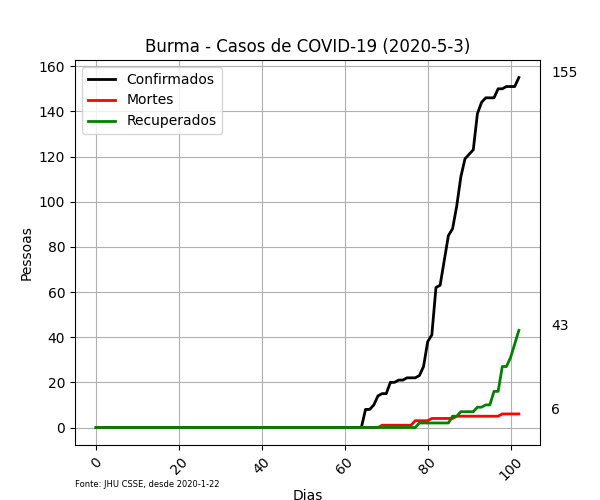 Burma - Casos de COVID-19 (2020-5-3)
Confirmados
Mortes
Recuperados
160
140
120
100
80
60
40
20
0
Pessoas
155
43
6
0
20
40
60
80
100
Fonte: JHU CSSE, desde 2020-1-22
Dias